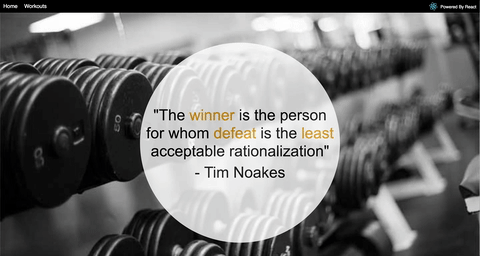 Home Workouts Powered By React
"The winner is the person
for whom defeat is the least
acceptable rationalization"
- Tim Noakes